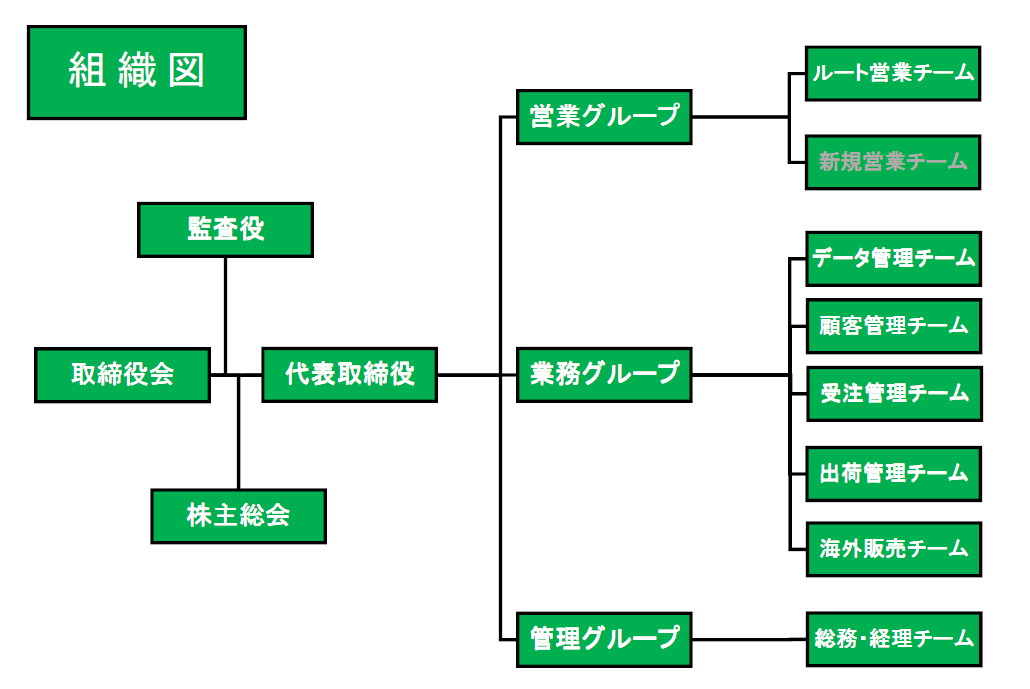 組織図
監査役
取締役会
代表取締役
株主総会
営業グループ
ルート営業チーム
新規営業チーム
業務グループ
データ管理チーム
顧客管理チーム
受注管理チーム
出荷管理チーム
海外販売チーム
管理グループ
総務・経理チーム